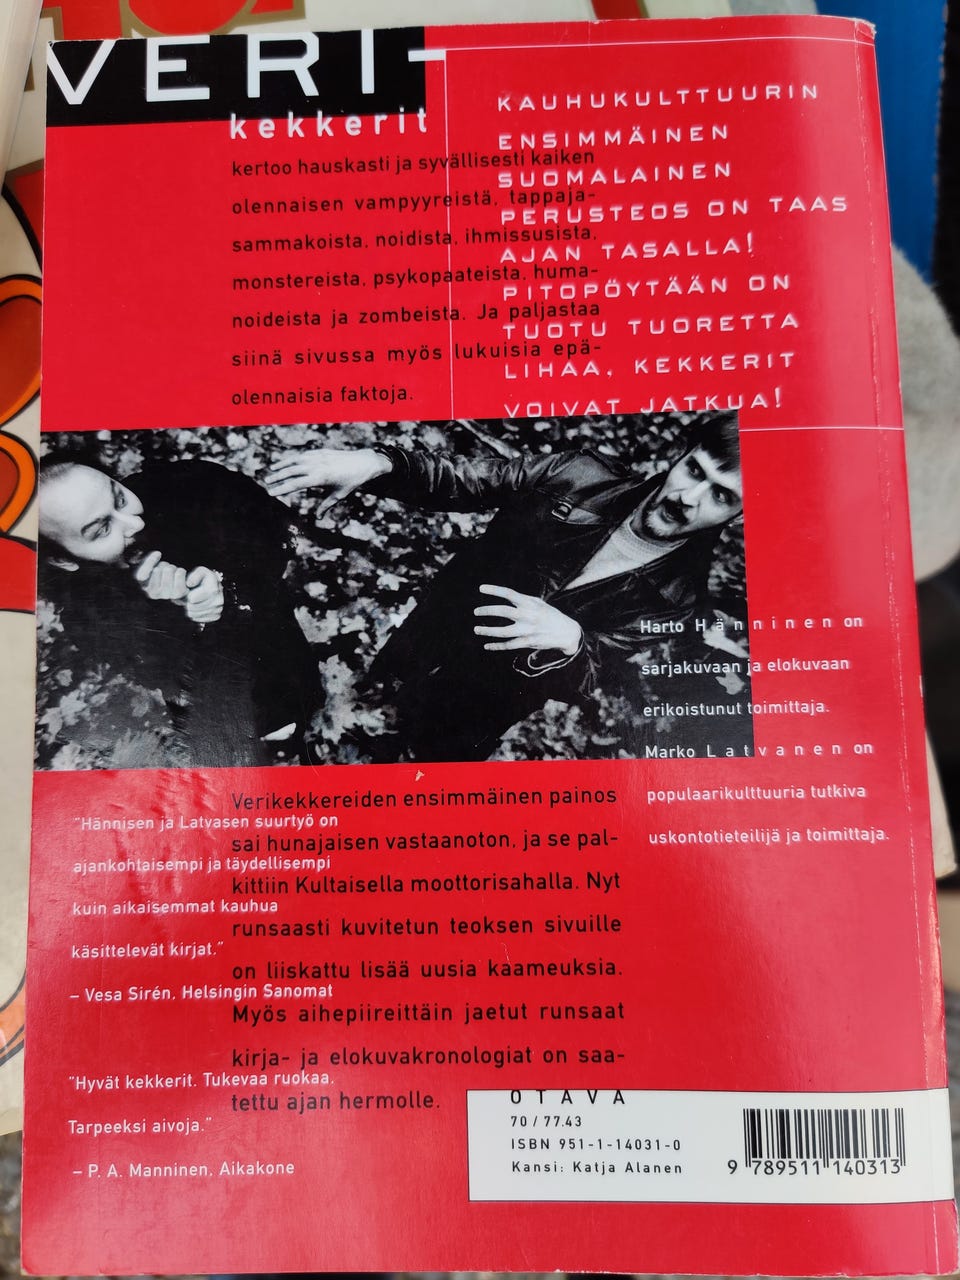 VERI-
kekkerit
kertoo hauskasti ja syvällisesti kaiken
olennaisen vampyyreistä, tappaja-
sammakoista, noidista, ihmissusista,
monstereista, psykopaateista, huma-
noideista ja zombeista. Ja paljastaa
siinä sivussa myös lukuisia epä-
olennaisia faktoja.
KAUHUKULTTUURIN
ENSIMMÄINEN
SUOMALAINEN
PERUSTEOS ON TAAS
AJAN TASALLA!
PITOPÖYTÄÄN ON
TUOTU TUORETTA
LIHAA, KEKKERIT
VOIVAT JATKUA!
Harto Hänninen on
sarjakuvaan ja elokuvaan
erikoistunut toimittaja.
Marko Latvanen on
populaarikulttuuria tutkiva
uskontotieteilijä ja toimittaja.
Verikekkereiden ensimmäinen painos
sai hunajaisen vastaanoton, ja se pal-
kittiin Kultaisella moottorisahalla. Nyt
runsaasti kuvitetun teoksen sivuille
on liiskattu lisää uusia kaameuksia.
Myös aihepiireittäin jaetut runsaat
kirja- ja elokuvakronologiat on saa-
tettu ajan hermolle.
"Hännisen ja Latvasen suurtyö on
ajankohtaisempi ja täydellisempi
kuin aikaisemmat kauhua
käsittelevät kirjat."
– Vesa Sirén, Helsingin Sanomat
"Hyvät kekkerit. Tukevaa ruokaa.
Tarpeeksi aivoja."
– P. A. Manninen, Aikakone
OTAVA
70 / 77.43
ISBN 951-1-14031-0
Kansi: Katja Alanen
9 789511 140313